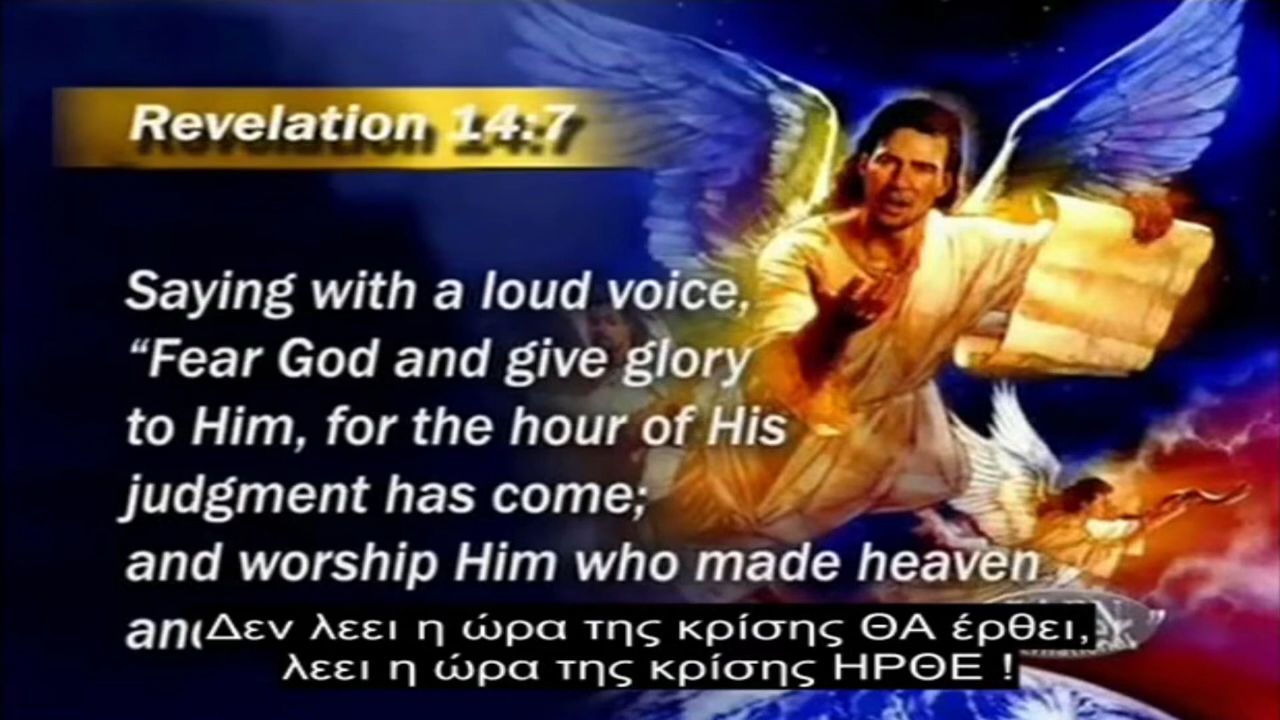 Revelation 14:7
Saying with a loud voice,
“Fear God and give glory
to Him, for the hour of His
judgment has come;
and worship Him who made heaven
Δεν λεει η ώρα της κρίσης ΘΑ έρθει,
λεει η ώρα της κρίσης ΗΡΘΕ !